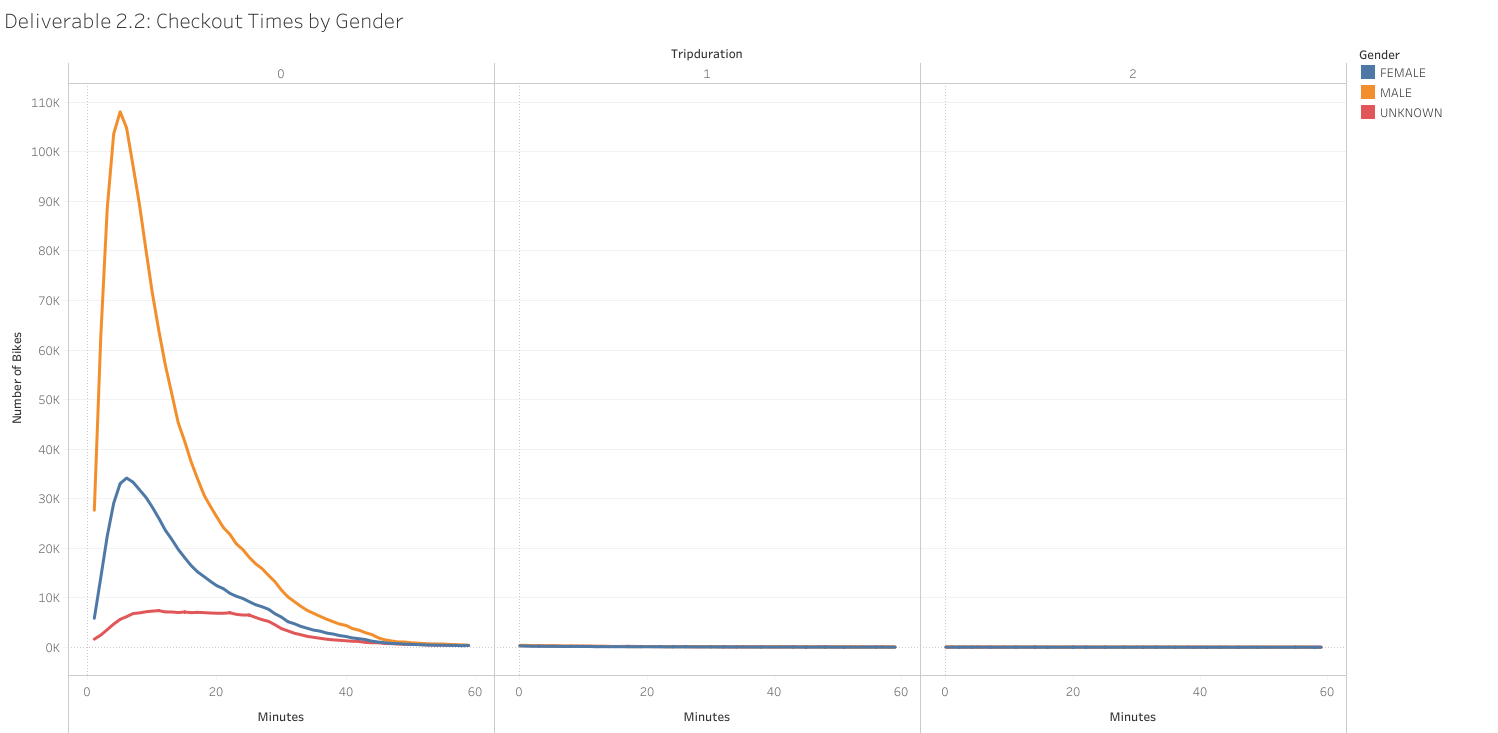 Deliverable 2.2: Checkout Times by Gender
Tripduration
0 1 2
Gender
FEMALE
MALE
UNKNOWN
110K
100K
90K
80K
70K
60K
50K
40K
30K
20K
10K
0K
Number of Bikes
0 20 40 60 0 20 40 60 0 20 40 60
Minutes Minutes Minutes